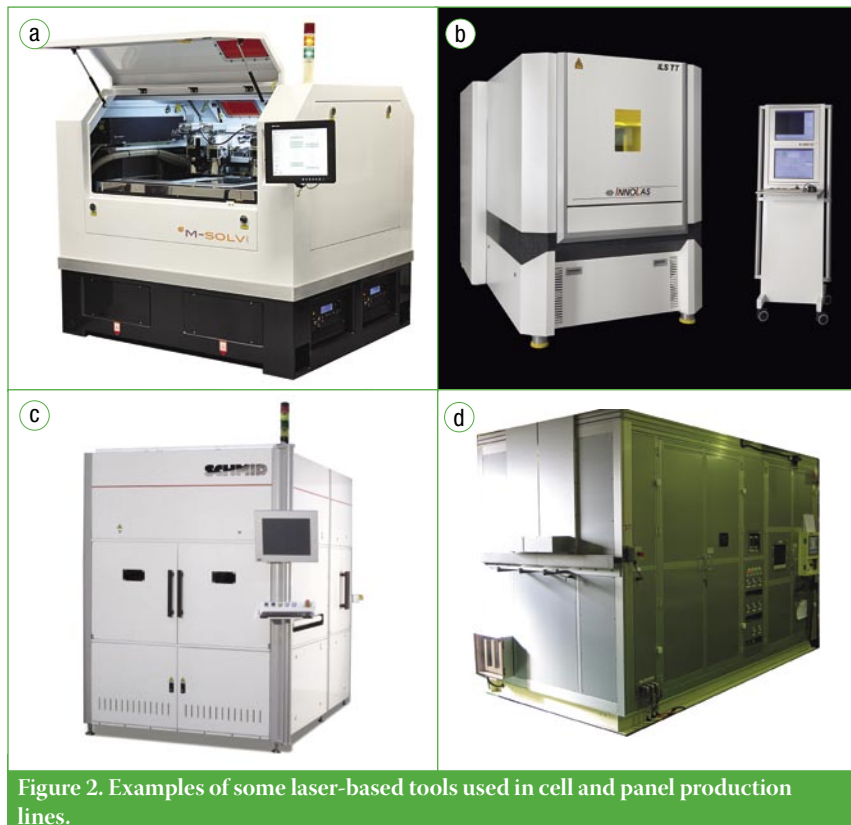 a
M-SOLV
b
ILS TT
INNOLAS
c
SCHMID
d
Figure 2. Examples of some laser-based tools used in cell and panel production
lines.